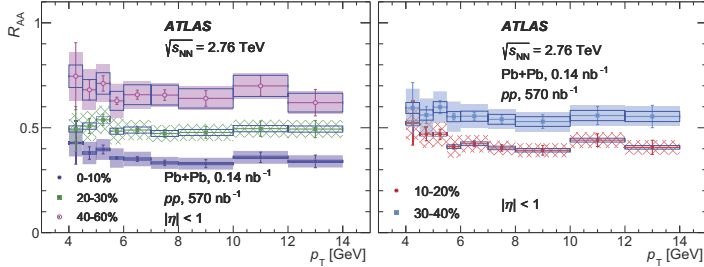 R_AA
ATLAS
√s_NN = 2.76 TeV
1
0.5
0
0-10%
20-30%
40-60%
Pb+Pb, 0.14 nb⁻¹
pp, 570 nb⁻¹
|η| < 1
4 6 8 10 12 14
p_T [GeV]
ATLAS
√s_NN = 2.76 TeV
Pb+Pb, 0.14 nb⁻¹
pp, 570 nb⁻¹
10-20%
30-40%
|η| < 1
4 6 8 10 12 14
p_T [GeV]